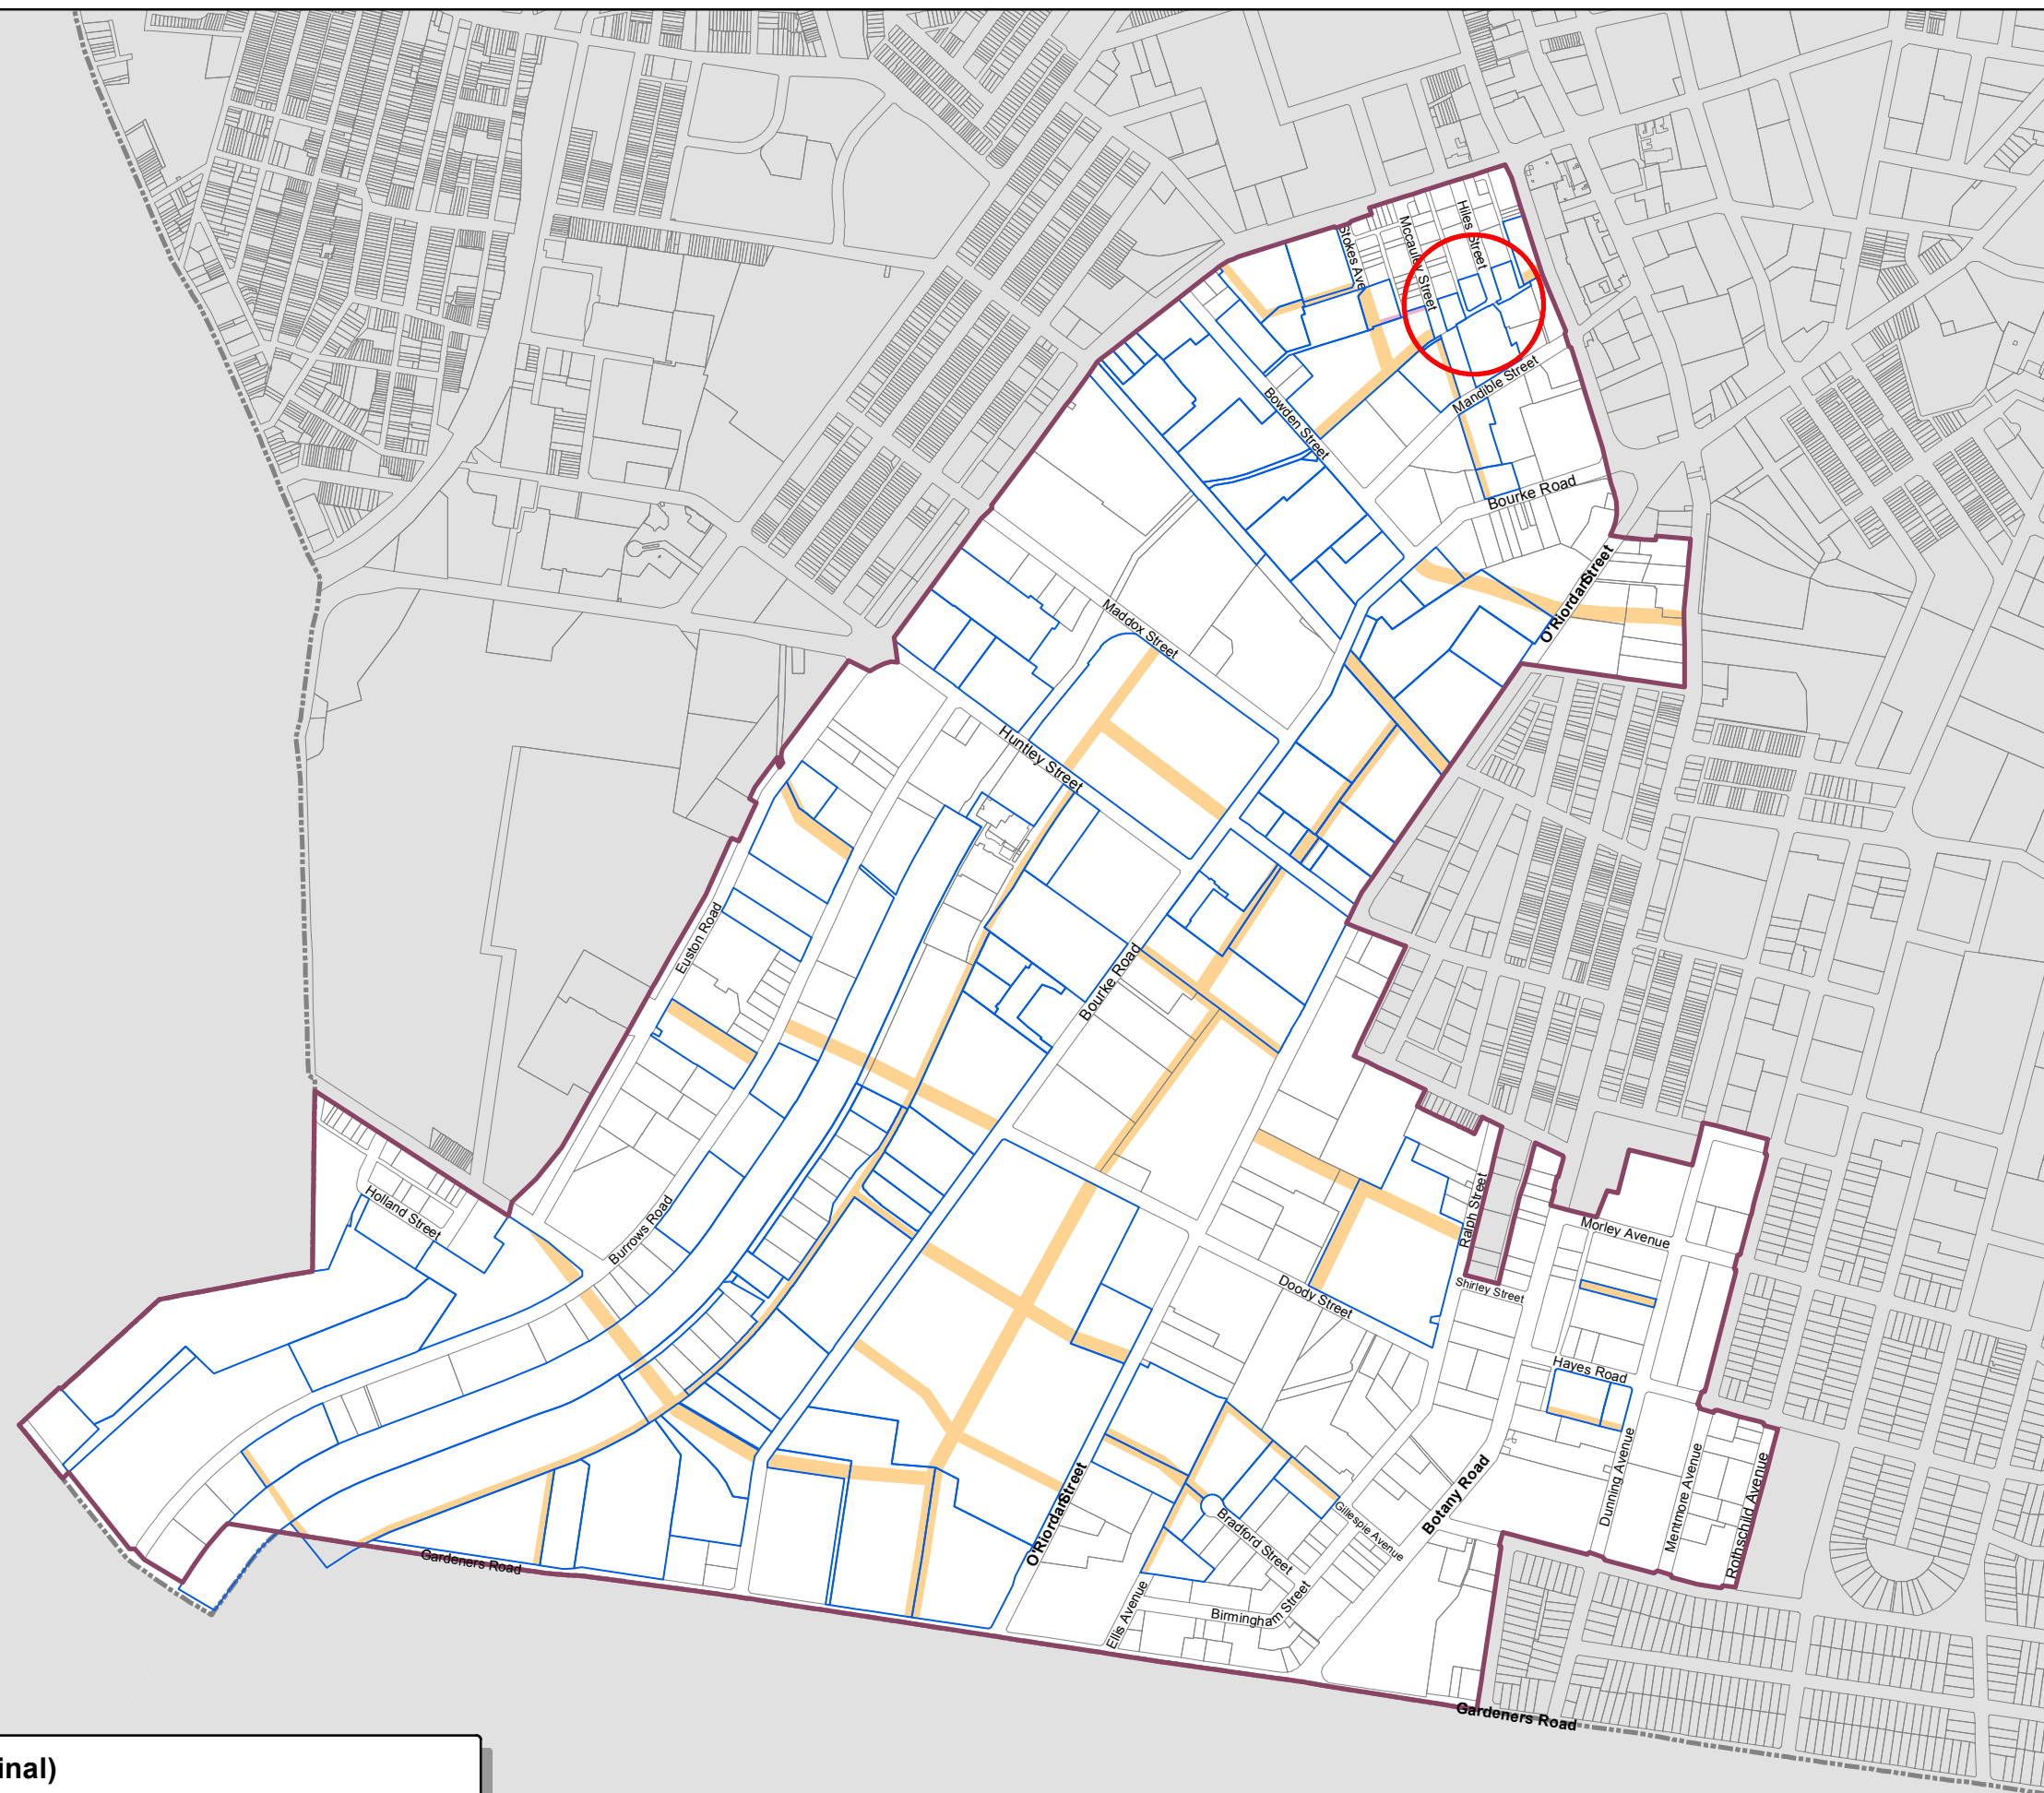 Hiles Street
Mccauley Street
Stokes Ave
Mandible Street
Bowden Street
Bourke Road
O'Riordan Street
Maddox Street
Huntley Street
Euston Road
Bourke Road
Holland Street
Burrows Road
Ralph Street
Morley Avenue
Shirley Street
Doody Street
Hayes Road
Dunning Avenue
Mentmore Avenue
Rothschild Avenue
Botany Road
Gillespie Avenue
Bradford Street
O'Riordan Street
Gardeners Road
Ellis Avenue
Birmingham Street
Gardeners Road
inal)